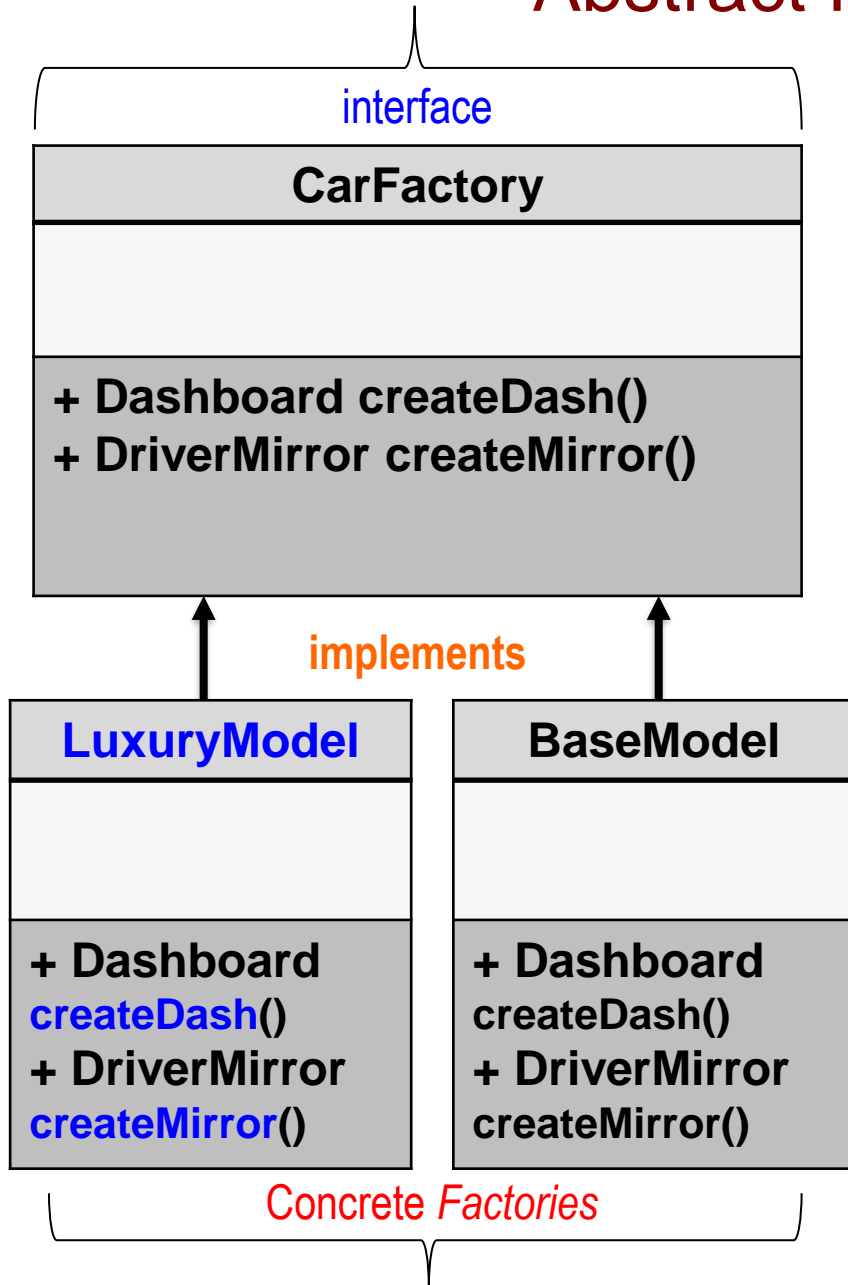 Abstract
interface
CarFactory
+ Dashboard createDash()
+ DriverMirror createMirror()
implements
LuxuryModel
+ Dashboard
createDash()
+ DriverMirror
createMirror()
BaseModel
+ Dashboard
createDash()
+ DriverMirror
createMirror()
Concrete Factories